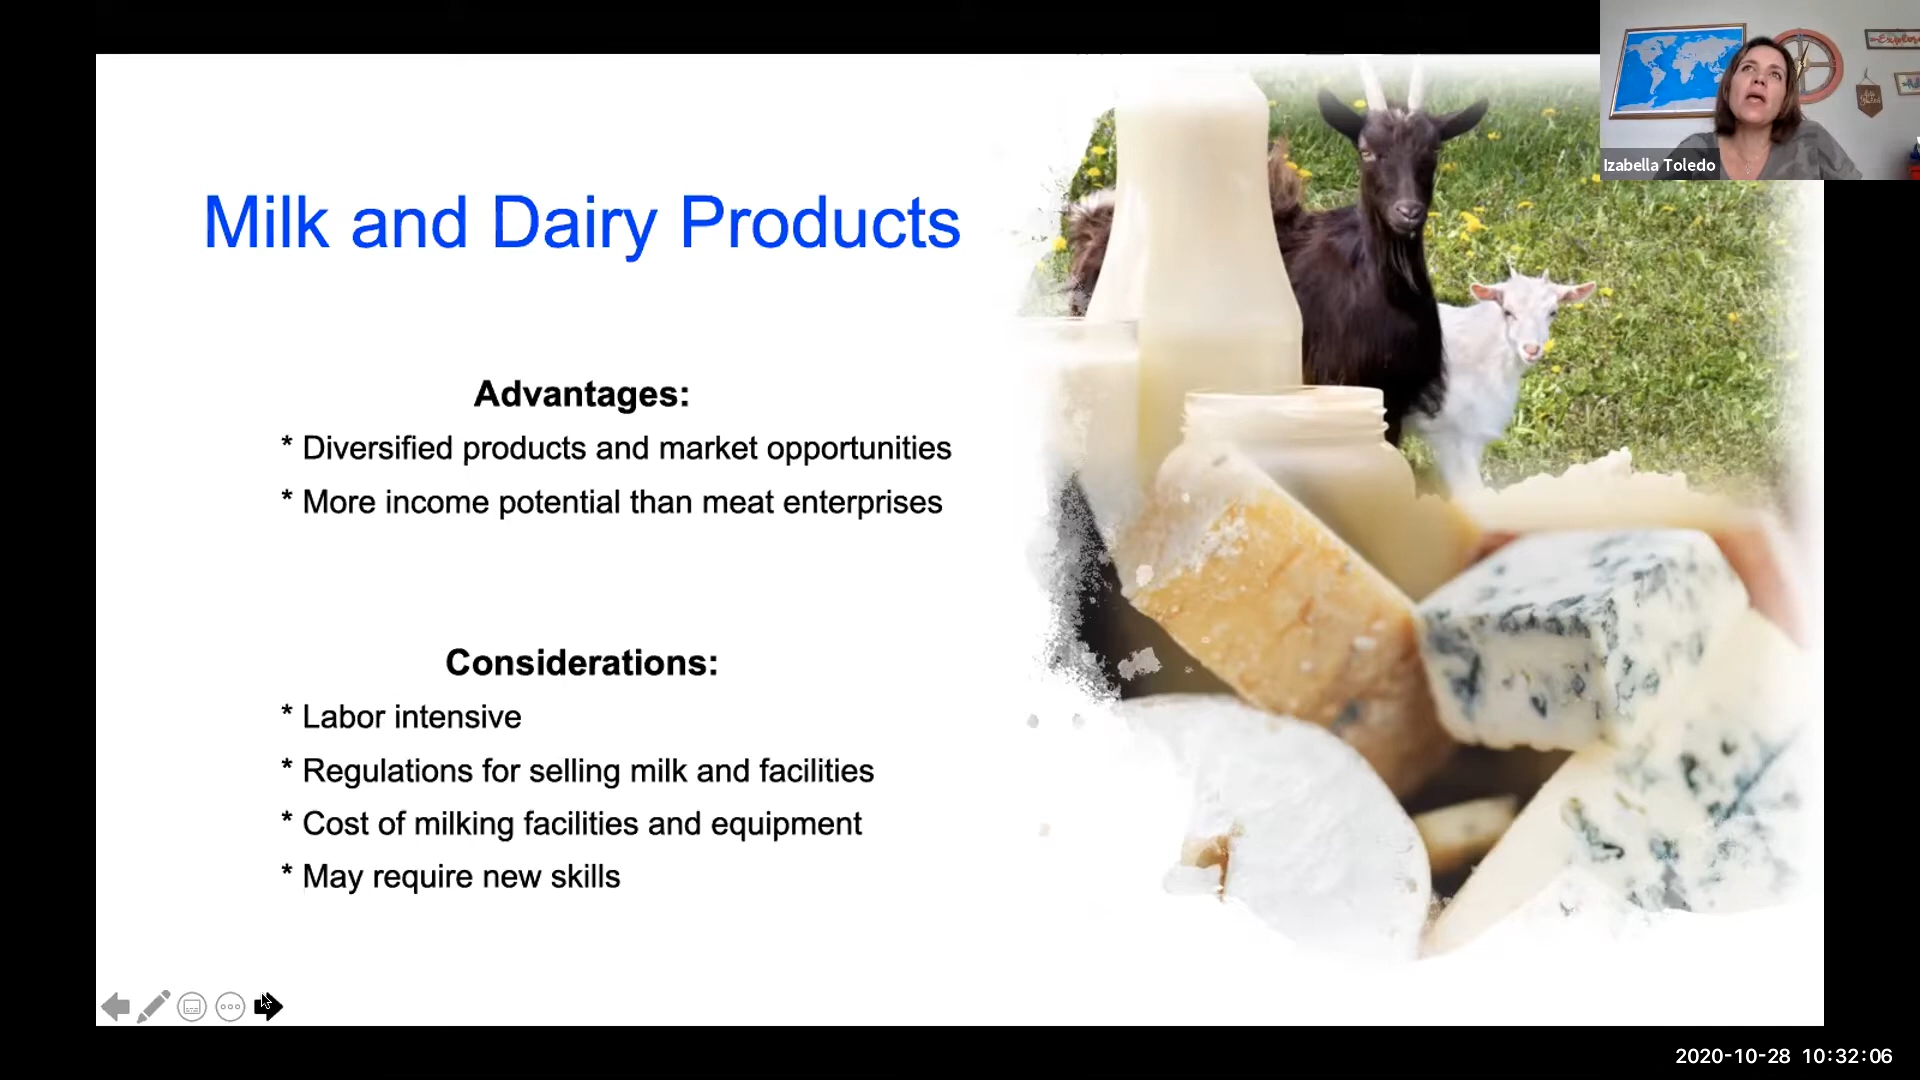 Milk and Dairy Products
Advantages:
* Diversified products and market opportunities
* More income potential than meat enterprises
Considerations:
* Labor intensive
* Regulations for selling milk and facilities
* Cost of milking facilities and equipment
* May require new skills
Izabella Toledo
2020-10-28 10:32:06